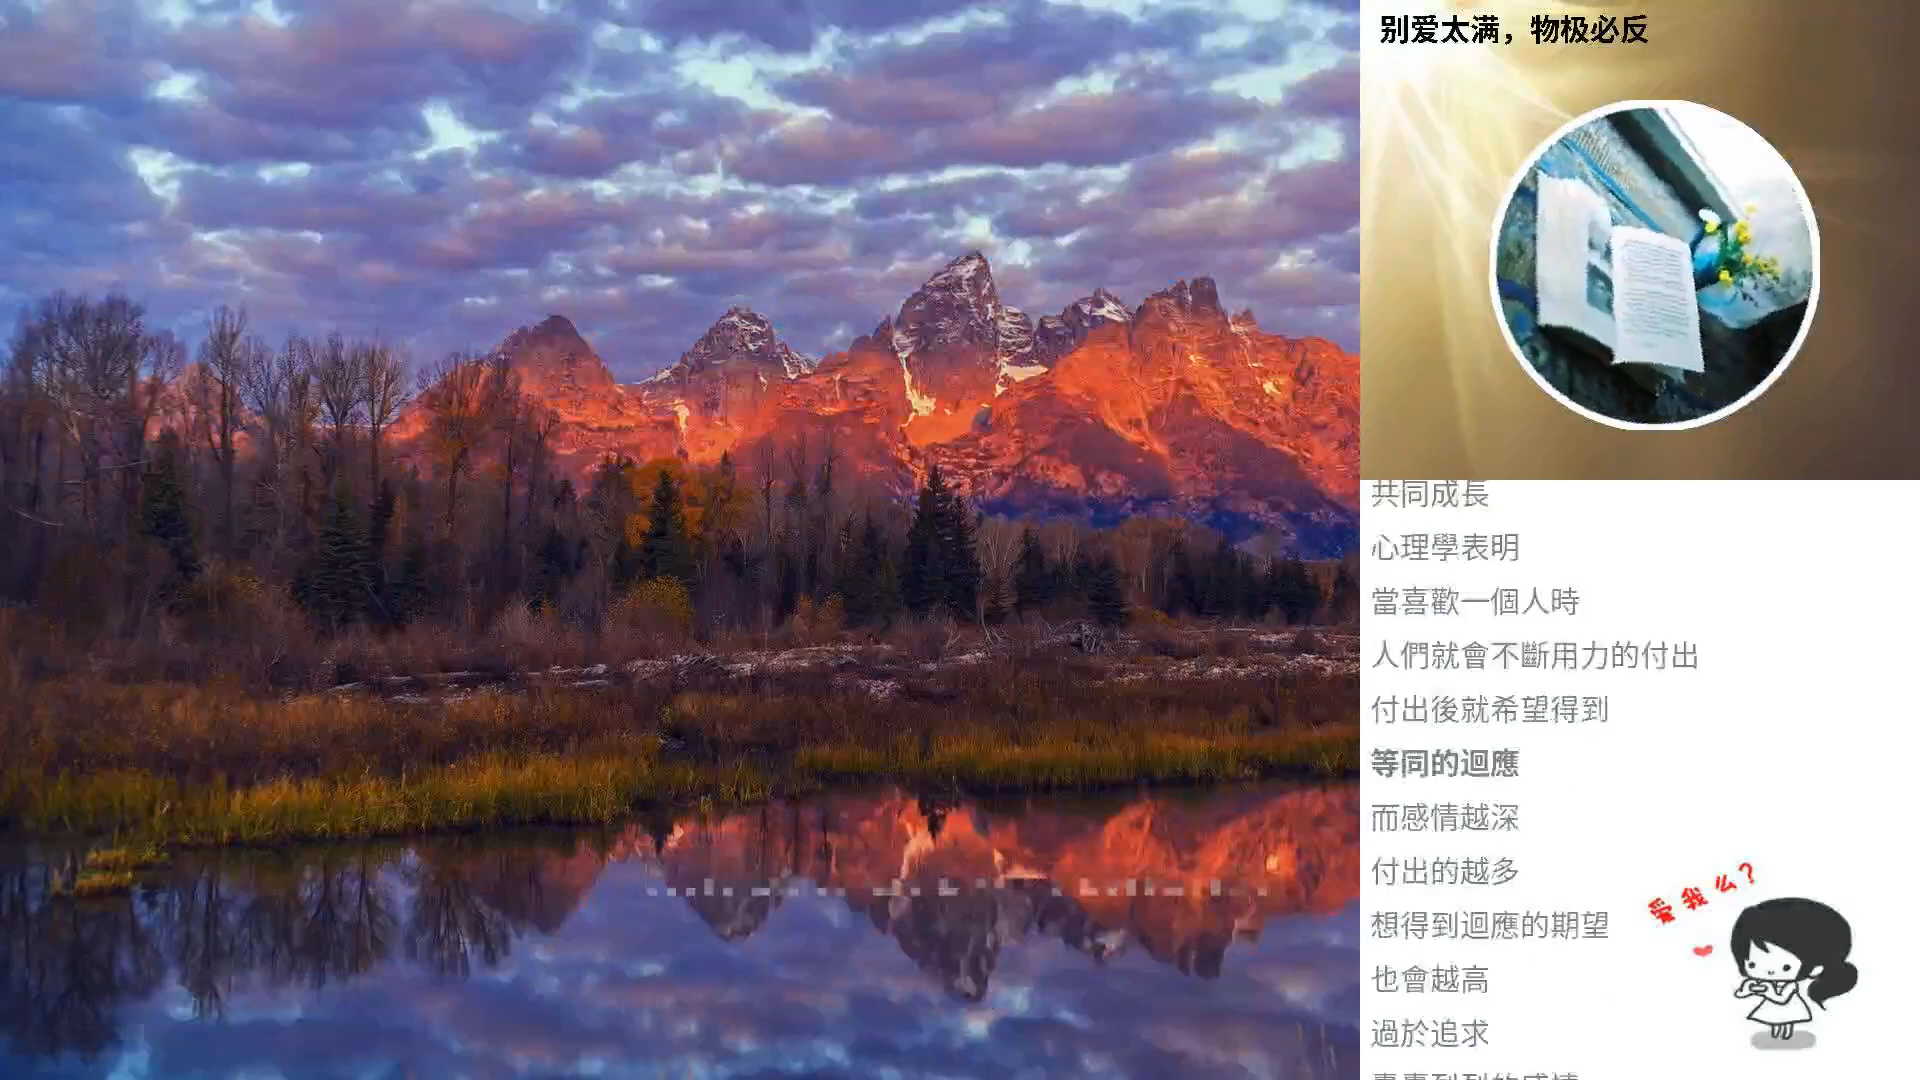 别爱太满，物极必反
共同成長
心理學表明
當喜歡一個人時
人們就會不斷用力的付出
付出後就希望得到
等同的迴應
而感情越深
付出的越多
想得到迴應的期望
也會越高
過於追求
爱我么？